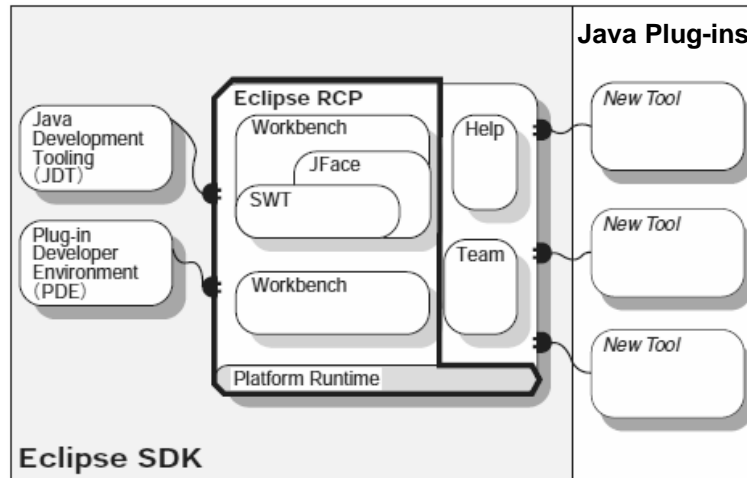 Java Plug-ins
Eclipse RCP
Workbench
JFace
SWT
Workbench
Platform Runtime
Java
Development
Tooling
(JDT)
Plug-in
Developer
Environment
(PDE)
Help
Team
New Tool
New Tool
New Tool
Eclipse SDK